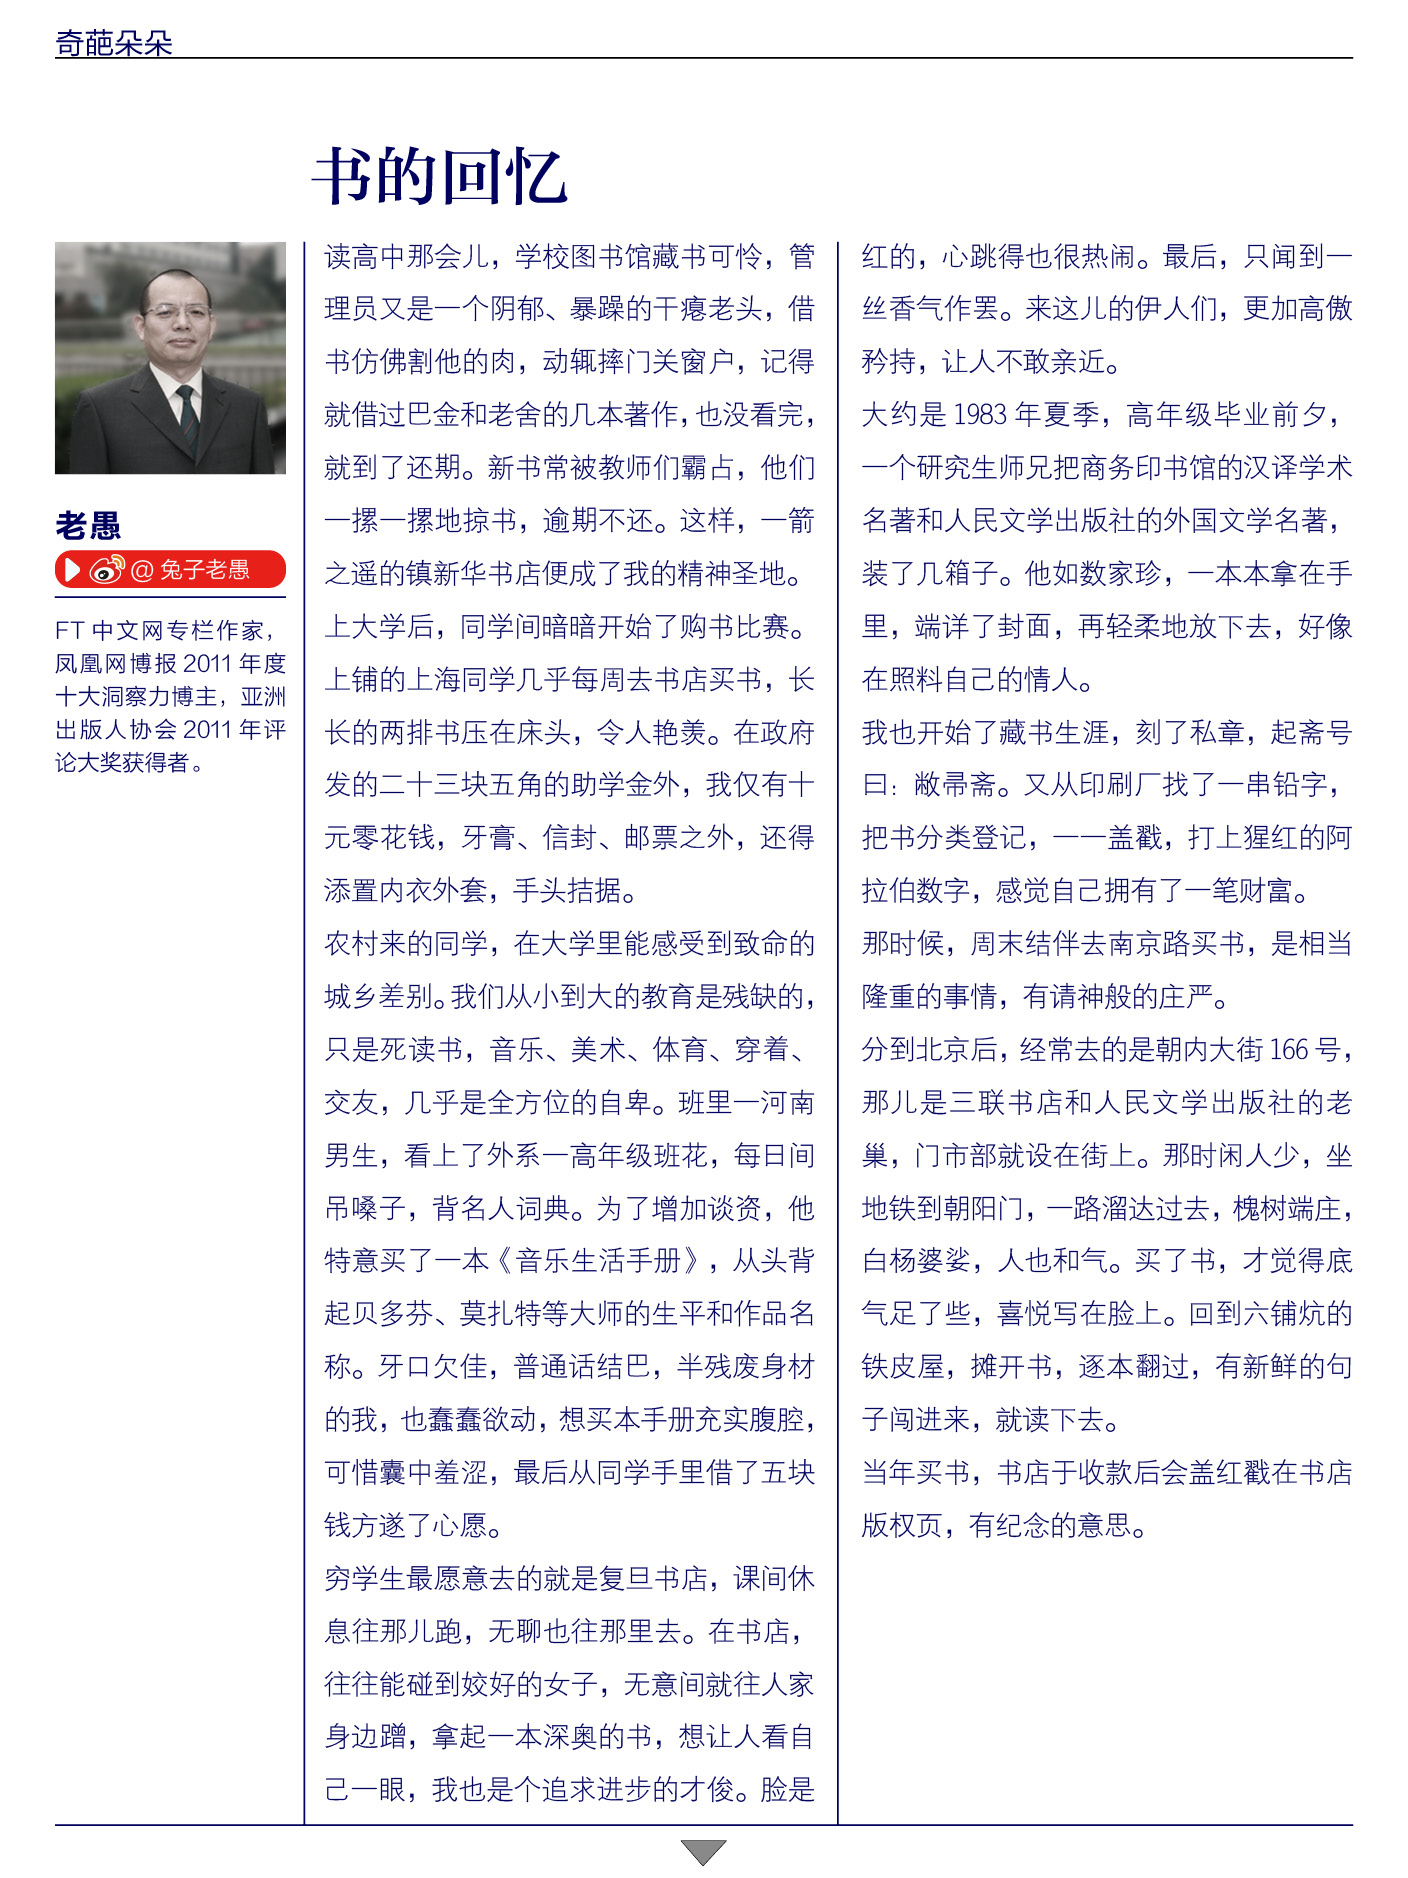 奇葩朵朵
书的回忆
老愚
@ 兔子老愚
FT 中文网专栏作家，
凤凰网博报 2011 年度
十大洞察力博主，亚洲
出版人协会 2011 年评
论大奖获得者。
读高中那会儿，学校图书馆藏书可怜，管
理员又是一个阴郁、暴躁的干瘪老头，借
书仿佛割他的肉，动辄摔门关窗户，记得
就借过巴金和老舍的几本著作，也没看完，
就到了还期。新书常被教师们霸占，他们
一摞一摞地掠书，逾期不还。这样，一箭
之遥的镇新华书店便成了我的精神圣地。
上大学后，同学间暗暗开始了购书比赛。
上铺的上海同学几乎每周去书店买书，长
长的两排书压在床头，令人艳羡。在政府
发的二十三块五角的助学金外，我仅有十
元零花钱，牙膏、信封、邮票之外，还得
添置内衣外套，手头拮据。
农村来的同学，在大学里能感受到致命的
城乡差别。我们从小到大的教育是残缺的，
只是死读书，音乐、美术、体育、穿着、
交友，几乎是全方位的自卑。班里一河南
男生，看上了外系一高年级班花，每日间
吊嗓子，背名人词典。为了增加谈资，他
特意买了一本《音乐生活手册》，从头背
起贝多芬、莫扎特等大师的生平和作品名
称。牙口欠佳，普通话结巴，半残废身材
的我，也蠢蠢欲动，想买本手册充实腹腔，
可惜囊中羞涩，最后从同学手里借了五块
钱方遂了心愿。
穷学生最愿意去的就是复旦书店，课间休
息往那儿跑，无聊也往那里去。在书店，
往往能碰到姣好的女子，无意间就往人家
身边蹭，拿起一本深奥的书，想让人看自
己一眼，我也是个追求进步的才俊。脸是
红的，心跳得也很热闹。最后，只闻到一
丝香气作罢。来这儿的伊人们，更加高傲
矜持，让人不敢亲近。
大约是 1983 年夏季，高年级毕业前夕，
一个研究生师兄把商务印书馆的汉译学术
名著和人民文学出版社的外国文学名著，
装了几箱子。他如数家珍，一本本拿在手
里，端详了封面，再轻柔地放下去，好像
在照料自己的情人。
我也开始了藏书生涯，刻了私章，起斋号
曰：敝帚斋。又从印刷厂找了一串铅字，
把书分类登记，一一盖戳，打上猩红的阿
拉伯数字，感觉自己拥有了一笔财富。
那时候，周末结伴去南京路买书，是相当
隆重的事情，有请神般的庄严。
分到北京后，经常去的是朝内大街 166 号，
那儿是三联书店和人民文学出版社的老
巢，门市部就设在街上。那时闲人少，坐
地铁到朝阳门，一路溜达过去，槐树端庄，
白杨婆娑，人也和气。买了书，才觉得底
气足了些，喜悦写在脸上。回到六铺炕的
铁皮屋，摊开书，逐本翻过，有新鲜的句
子闯进来，就读下去。
当年买书，书店于收款后会盖红戳在书店
版权页，有纪念的意思。